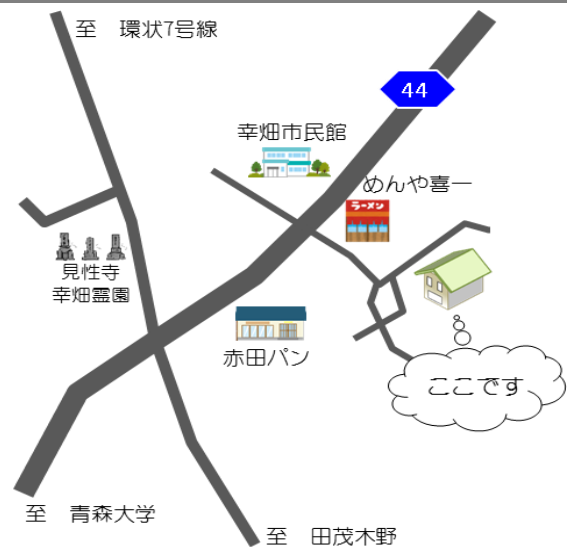 至　環状7号線
44
幸畑市民館
めんや喜一
ラーメン
見性寺
幸畑霊園
赤田パン
ここです
至　青森大学
至　田茂木野